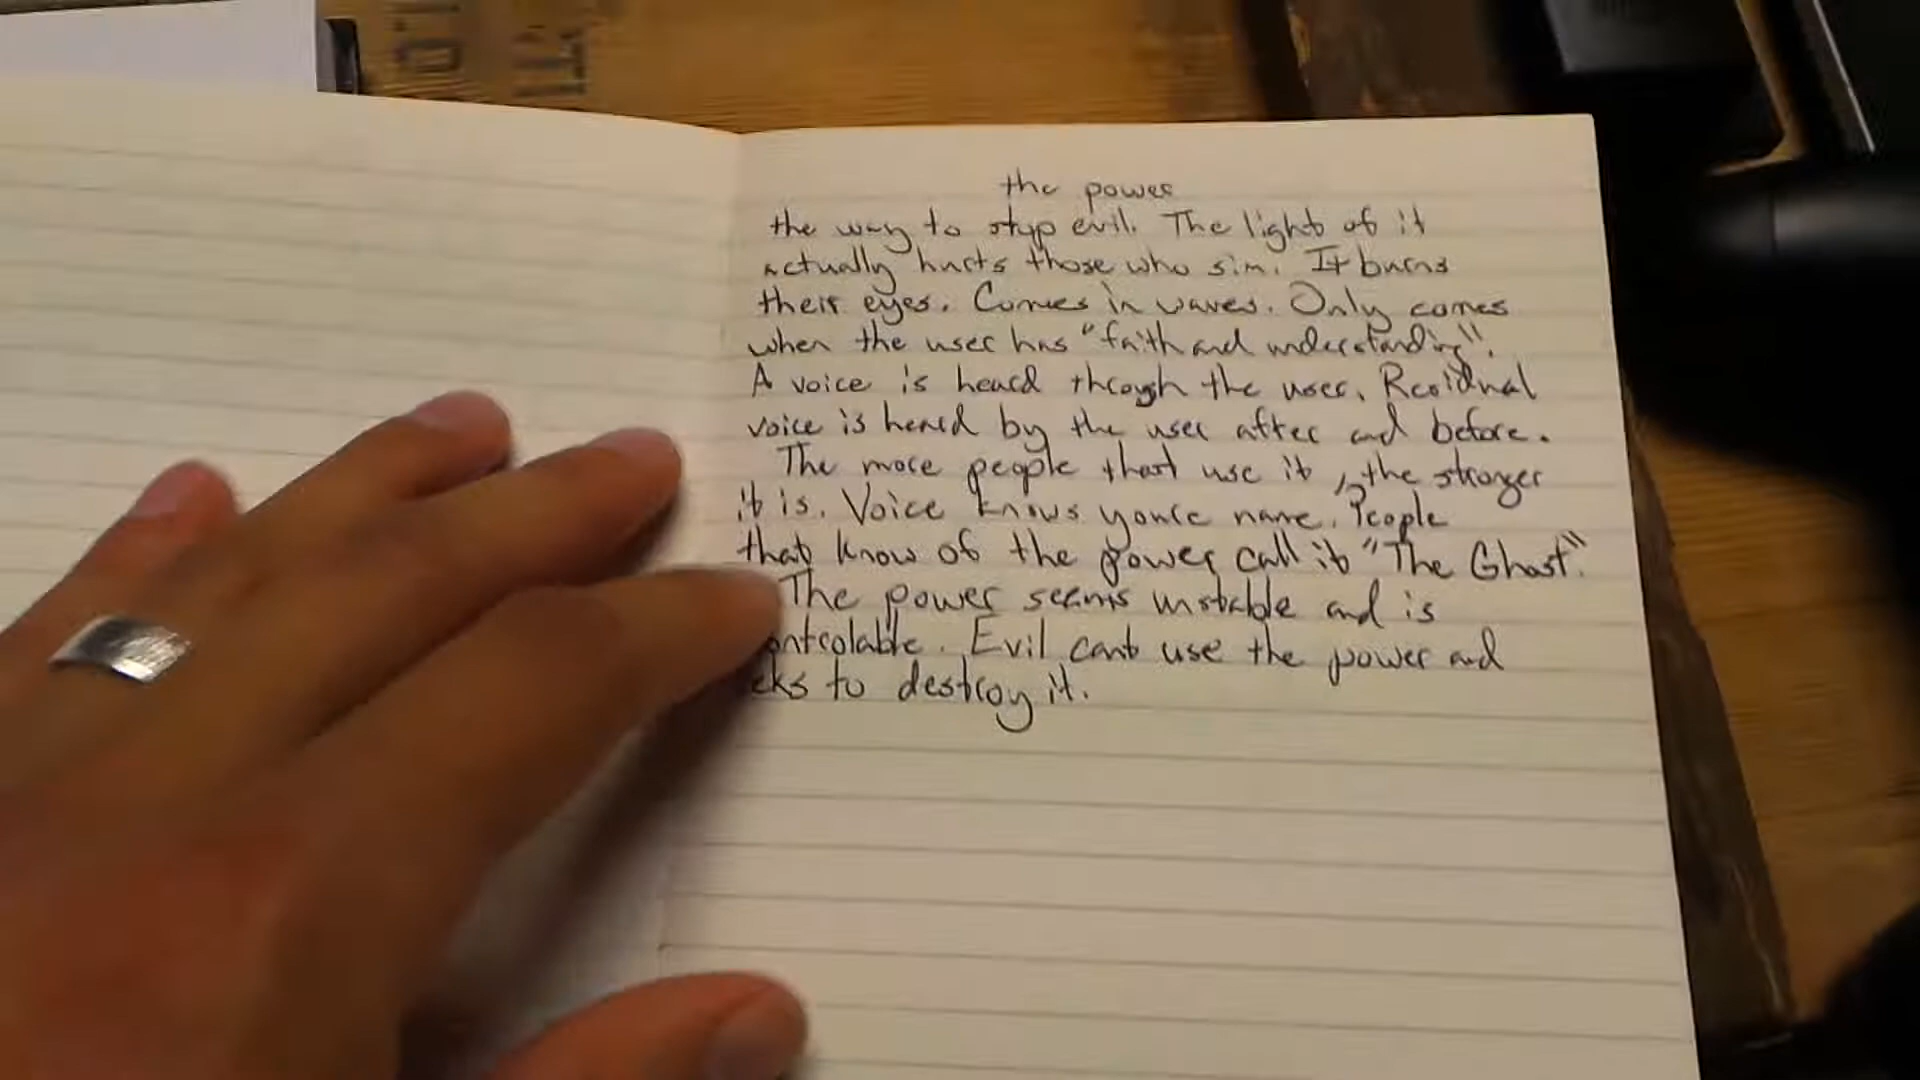 the power
the way to styp evil. The light of it
actually hurts those who sin. It burns
their eyes. Comes in waves. Only comes
when the user has "faith and understanding".
A voice is heard through the user. Residual
voice is heard by the user after and before.
The more people that use it, the stronger
it is. Voice knows youre name. People
that know of the power call it "The Ghost".
The power seems unstable and is
ontrolable. Evil cant use the power and
eks to destroy it.